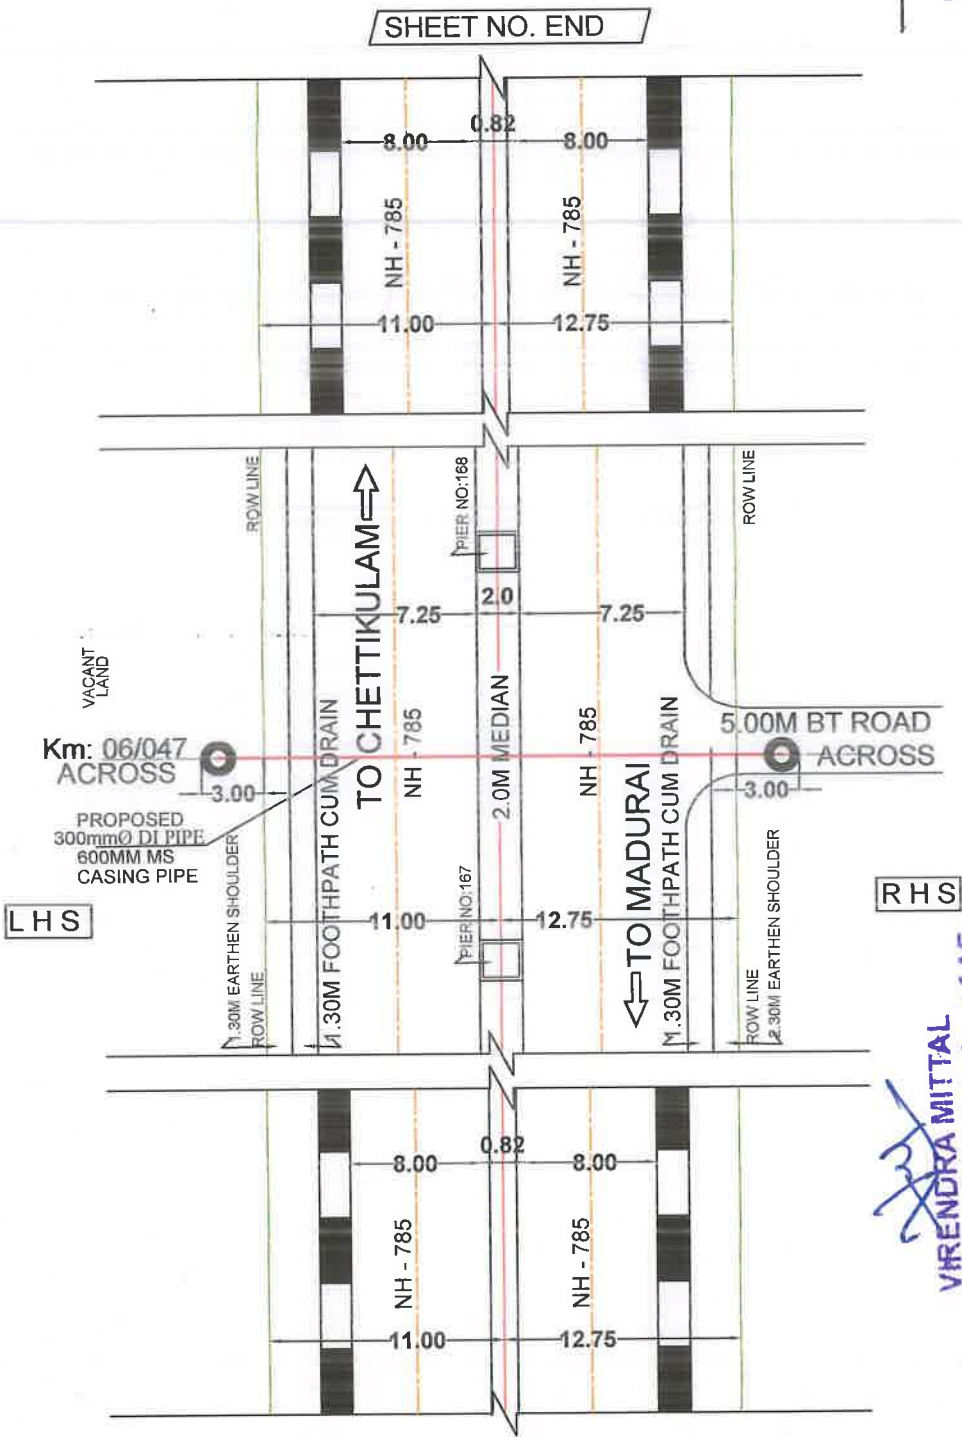 SHEET NO. END
0.82
8.00
8.00
NH - 785
NH - 785
11.00
12.75
ROW LINE
PIER NO:168
ROW LINE
TO CHETTIKULAM
2.0
7.25
7.25
VACANT
LAND
Km: 06/047
ACROSS
5.00M BT ROAD
ACROSS
NH - 785
2.0M MEDIAN
NH - 785
3.00
3.00
PROPOSED
300mmØ DI PIPE
600MM MS
CASING PIPE
1.30M FOOTHPATH CUM DRAIN
TO MADURAI
1.30M FOOTHPATH CUM DRAIN
LHS
RHS
11.00
12.75
PIER NO:167
1.30M EARTHEN SHOULDER
ROW LINE
ROW LINE
2.30M EARTHEN SHOULDER
VIRENDRA MITTAL
0.82
8.00
8.00
NH - 785
NH - 785
11.00
12.75